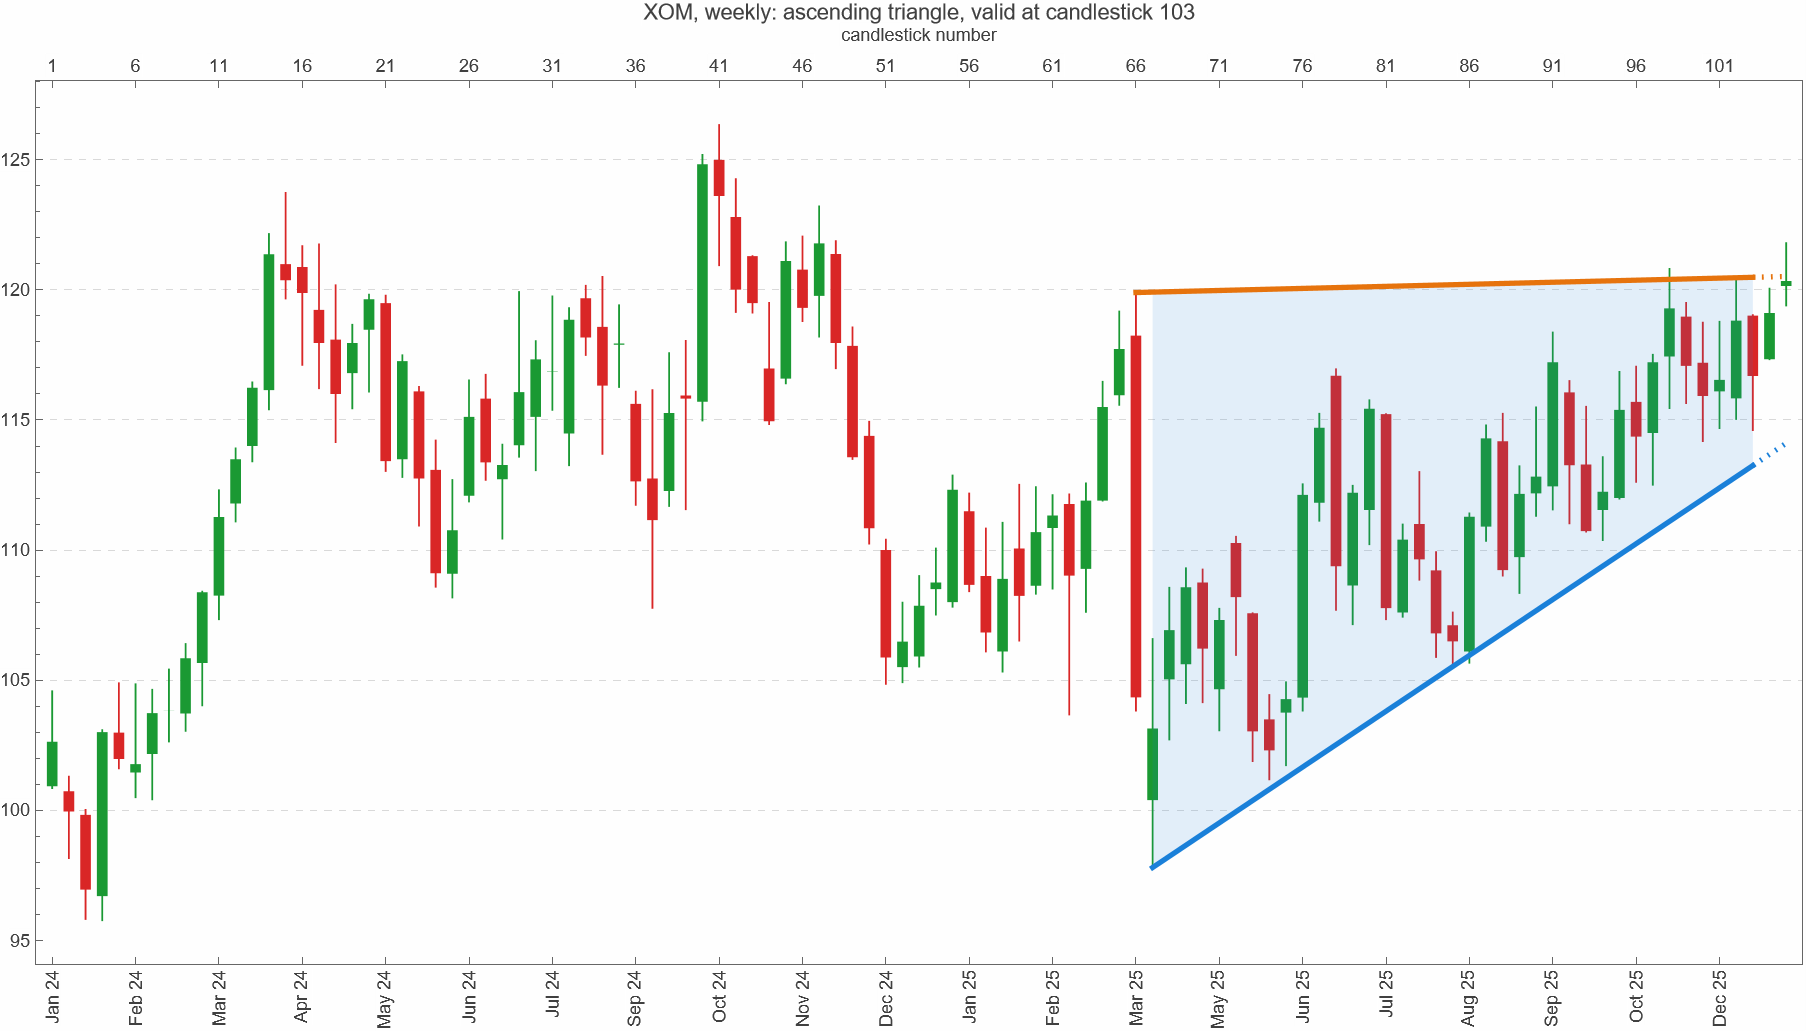 XOM, weekly: ascending triangle, valid at candlestick 103
candlestick number
1 6 11 16 21 26 31 36 41 46 51 56 61 66 71 76 81 86 91 96 101
125
120
115
110
105
100
95
Jan 24 Feb 24 Mar 24 Apr 24 May 24 Jun 24 Jul 24 Sep 24 Oct 24 Nov 24 Dec 24 Jan 25 Feb 25 Mar 25 May 25 Jun 25 Jul 25 Aug 25 Sep 25 Oct 25 Dec 25